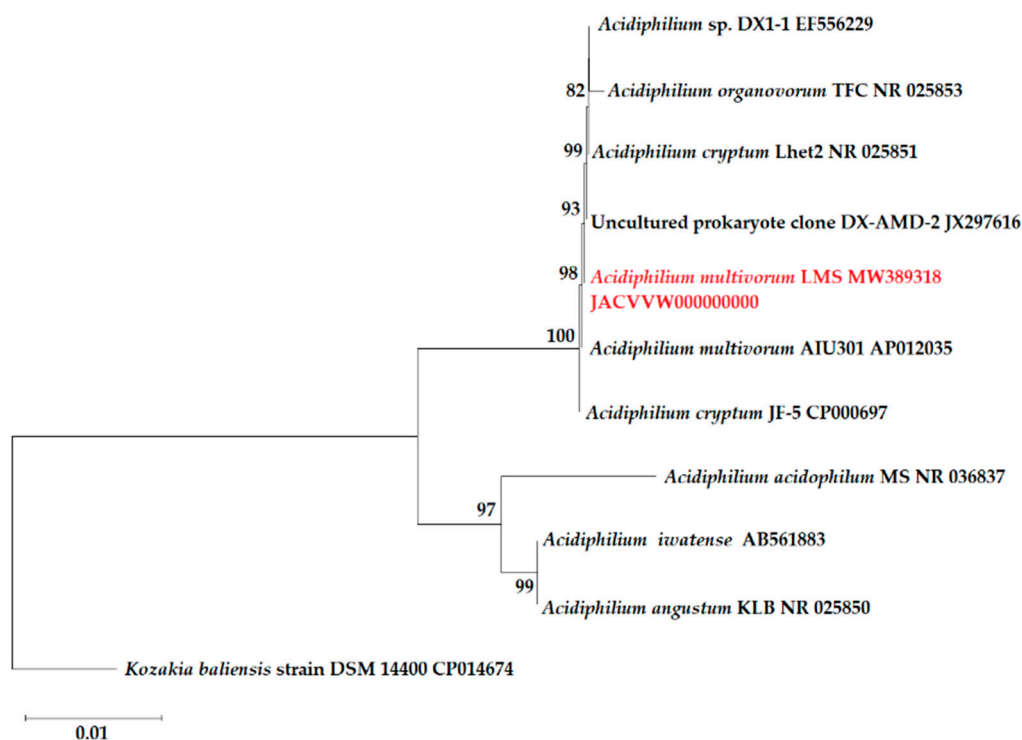 Acidiphilium sp. DX1-1 EF556229
82
Acidiphilium organovorum TFC NR 025853
99
Acidiphilium cryptum Lhet2 NR 025851
93
Uncultured prokaryote clone DX-AMD-2 JX297616
98
Acidiphilium multivorum LMS MW389318
JACVVW000000000
100
Acidiphilium multivorum AIU301 AP012035
Acidiphilium cryptum JF-5 CP000697
Acidiphilium acidophilum MS NR 036837
97
Acidiphilium iwatense AB561883
99
Acidiphilium angustum KLB NR 025850
Kozakia baliensis strain DSM 14400 CP014674
0.01